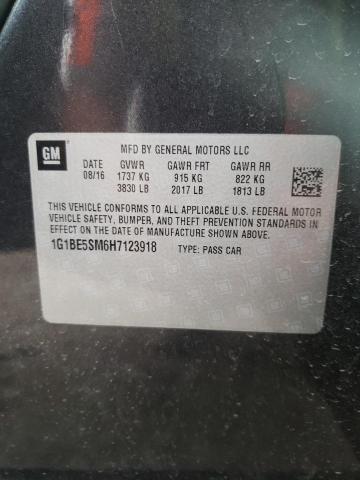 GM
MFD BY GENERAL MOTORS LLC
DATE GVWR GAWR FRT GAWR RR
08/16 1737 KG 915 KG 822 KG
3830 LB 2017 LB 1813 LB
THIS VEHICLE CONFORMS TO ALL APPLICABLE U.S. FEDERAL MOTOR
VEHICLE SAFETY, BUMPER, AND THEFT PREVENTION STANDARDS IN
EFFECT ON THE DATE OF MANUFACTURE SHOWN ABOVE.
1G1BE5SM6H7123918 TYPE: PASS CAR